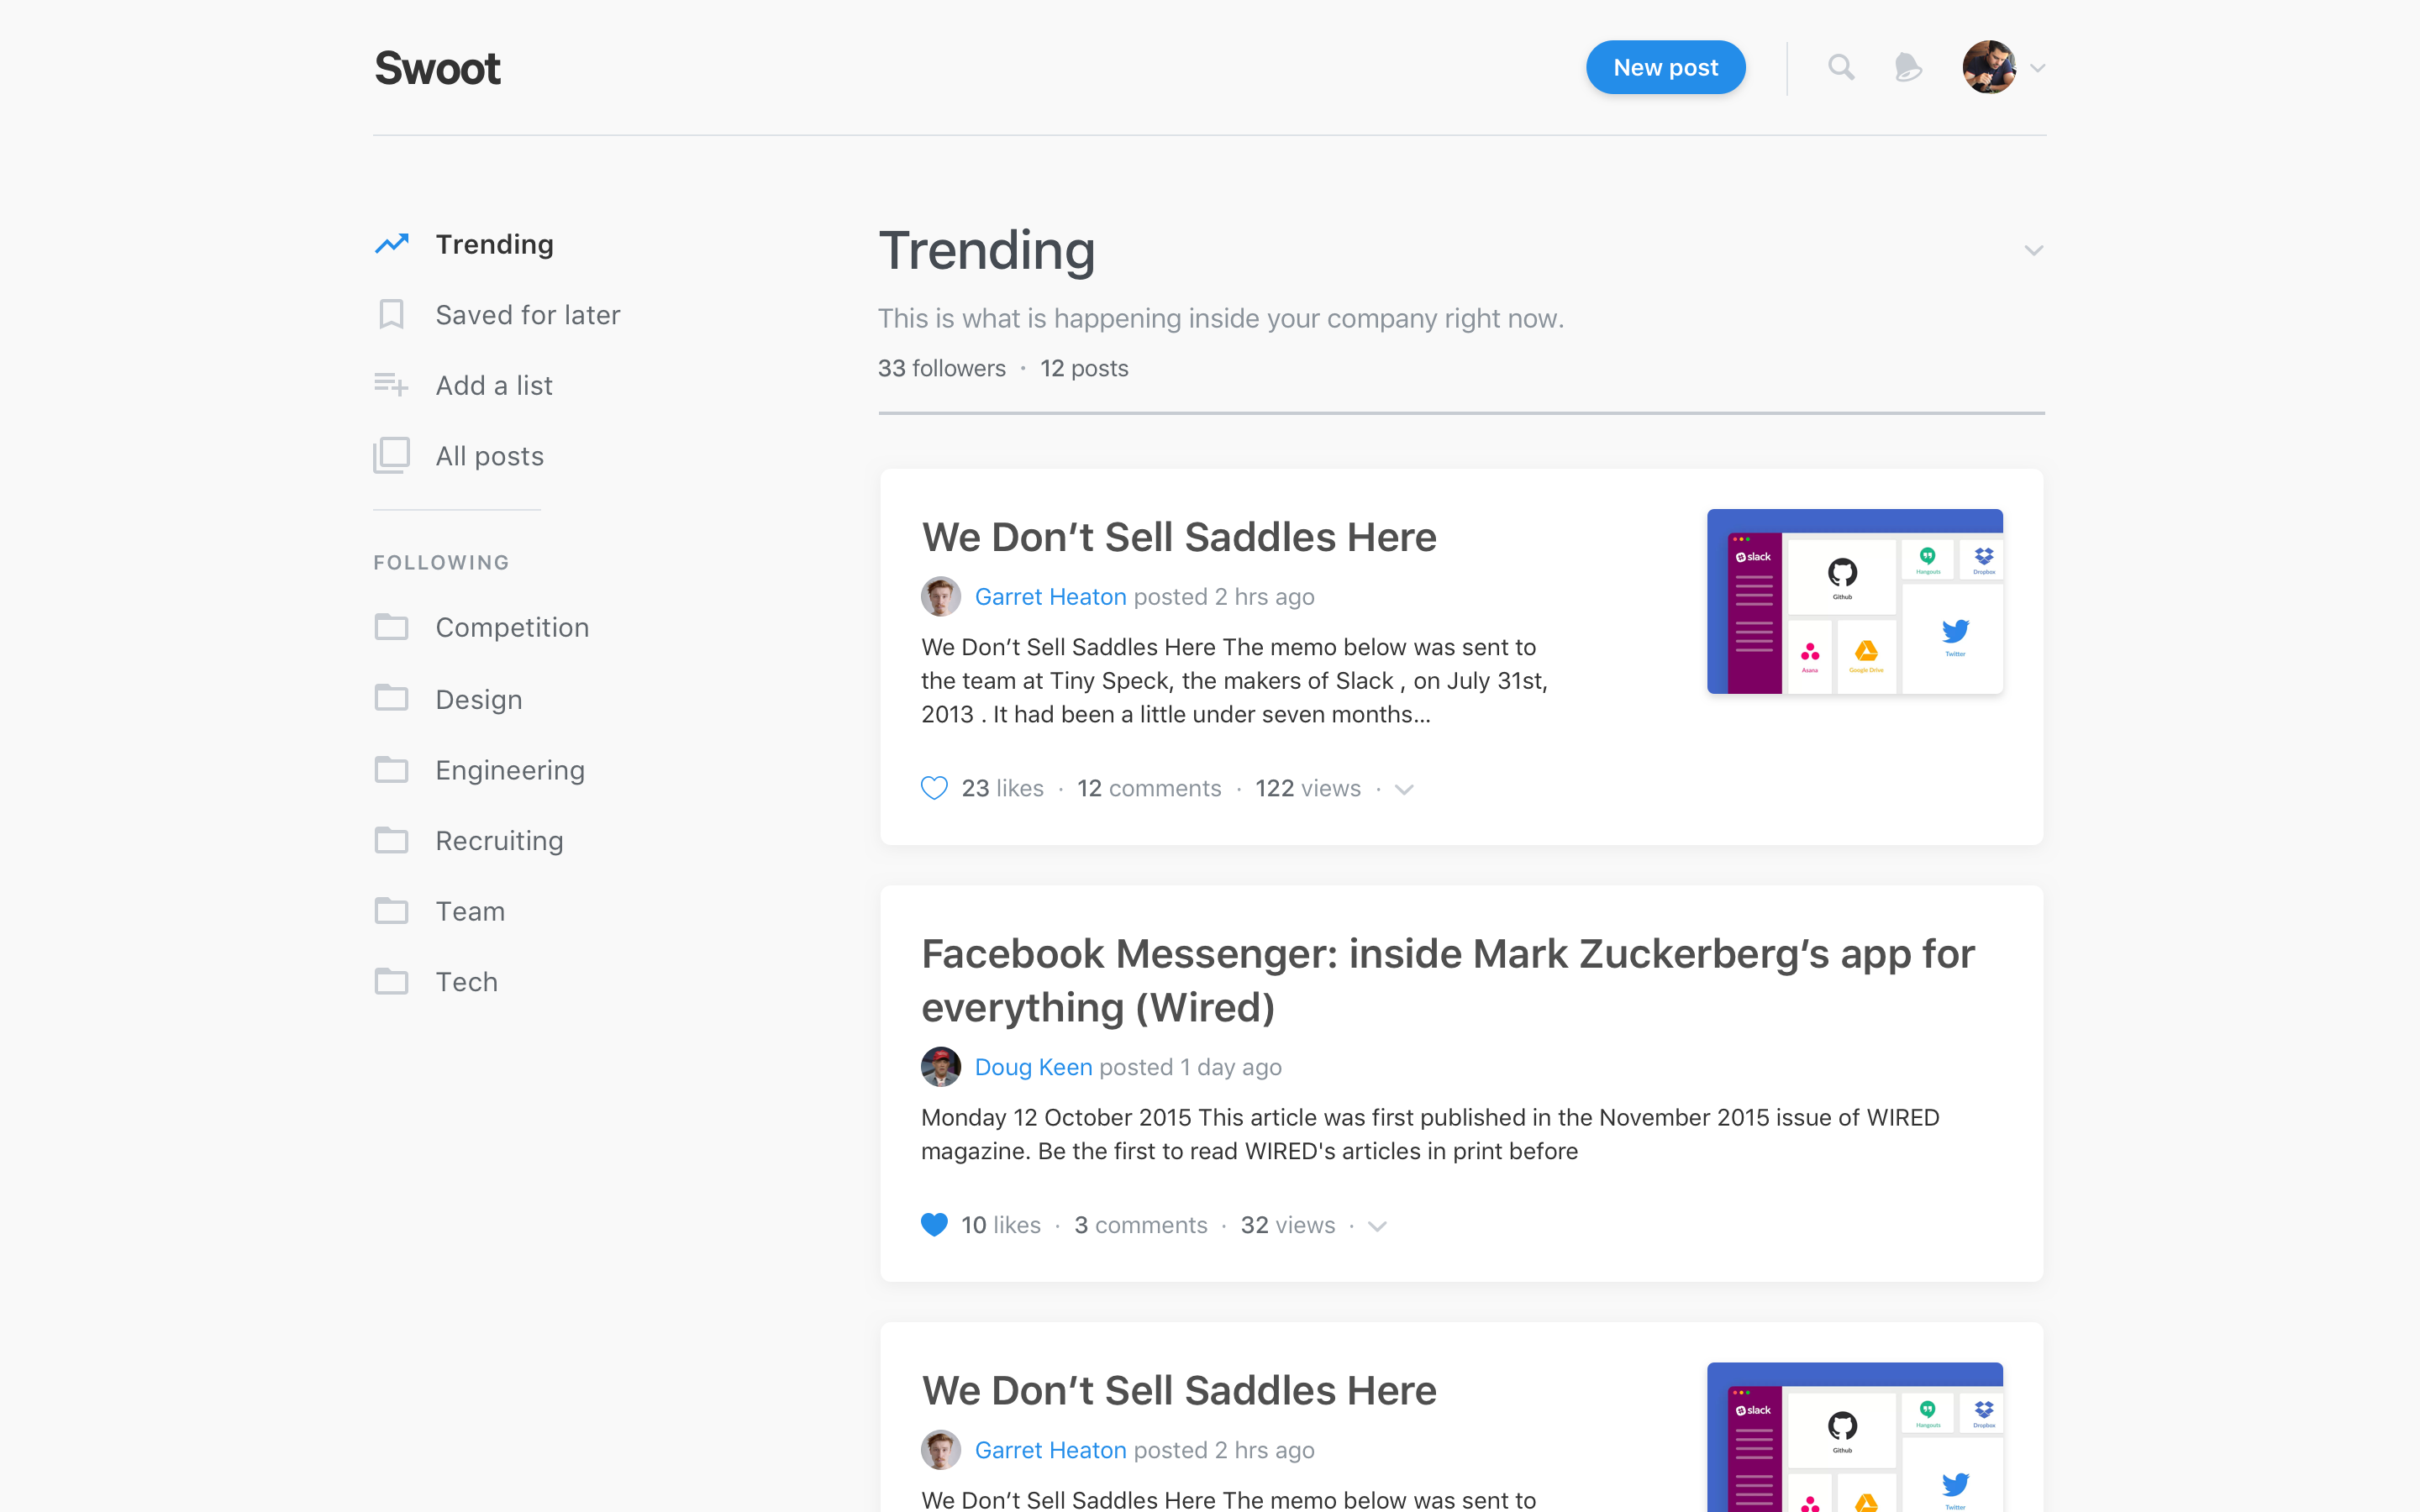 Swoot
New post
Trending
Saved for later
Add a list
All posts
FOLLOWING
Competition
Design
Engineering
Recruiting
Team
Tech
Trending
This is what is happening inside your company right now.
33 followers · 12 posts
We Don’t Sell Saddles Here
Garret Heaton posted 2 hrs ago
We Don’t Sell Saddles Here The memo below was sent to
the team at Tiny Speck, the makers of Slack , on July 31st,
2013 . It had been a little under seven months...
slack
Github
Hangouts
Dropbox
Asana
Google Drive
Twitter
23 likes · 12 comments · 122 views ·
Facebook Messenger: inside Mark Zuckerberg’s app for
everything (Wired)
Doug Keen posted 1 day ago
Monday 12 October 2015 This article was first published in the November 2015 issue of WIRED
magazine. Be the first to read WIRED's articles in print before
10 likes · 3 comments · 32 views ·
We Don’t Sell Saddles Here
Garret Heaton posted 2 hrs ago
We Don’t Sell Saddles Here The memo below was sent to
slack
Github
Hangouts
Dropbox
Twitter